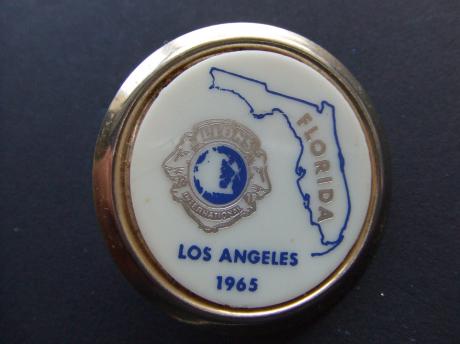 FLORIDA
LIONS
INTERNATIONAL
LOS ANGELES
1965